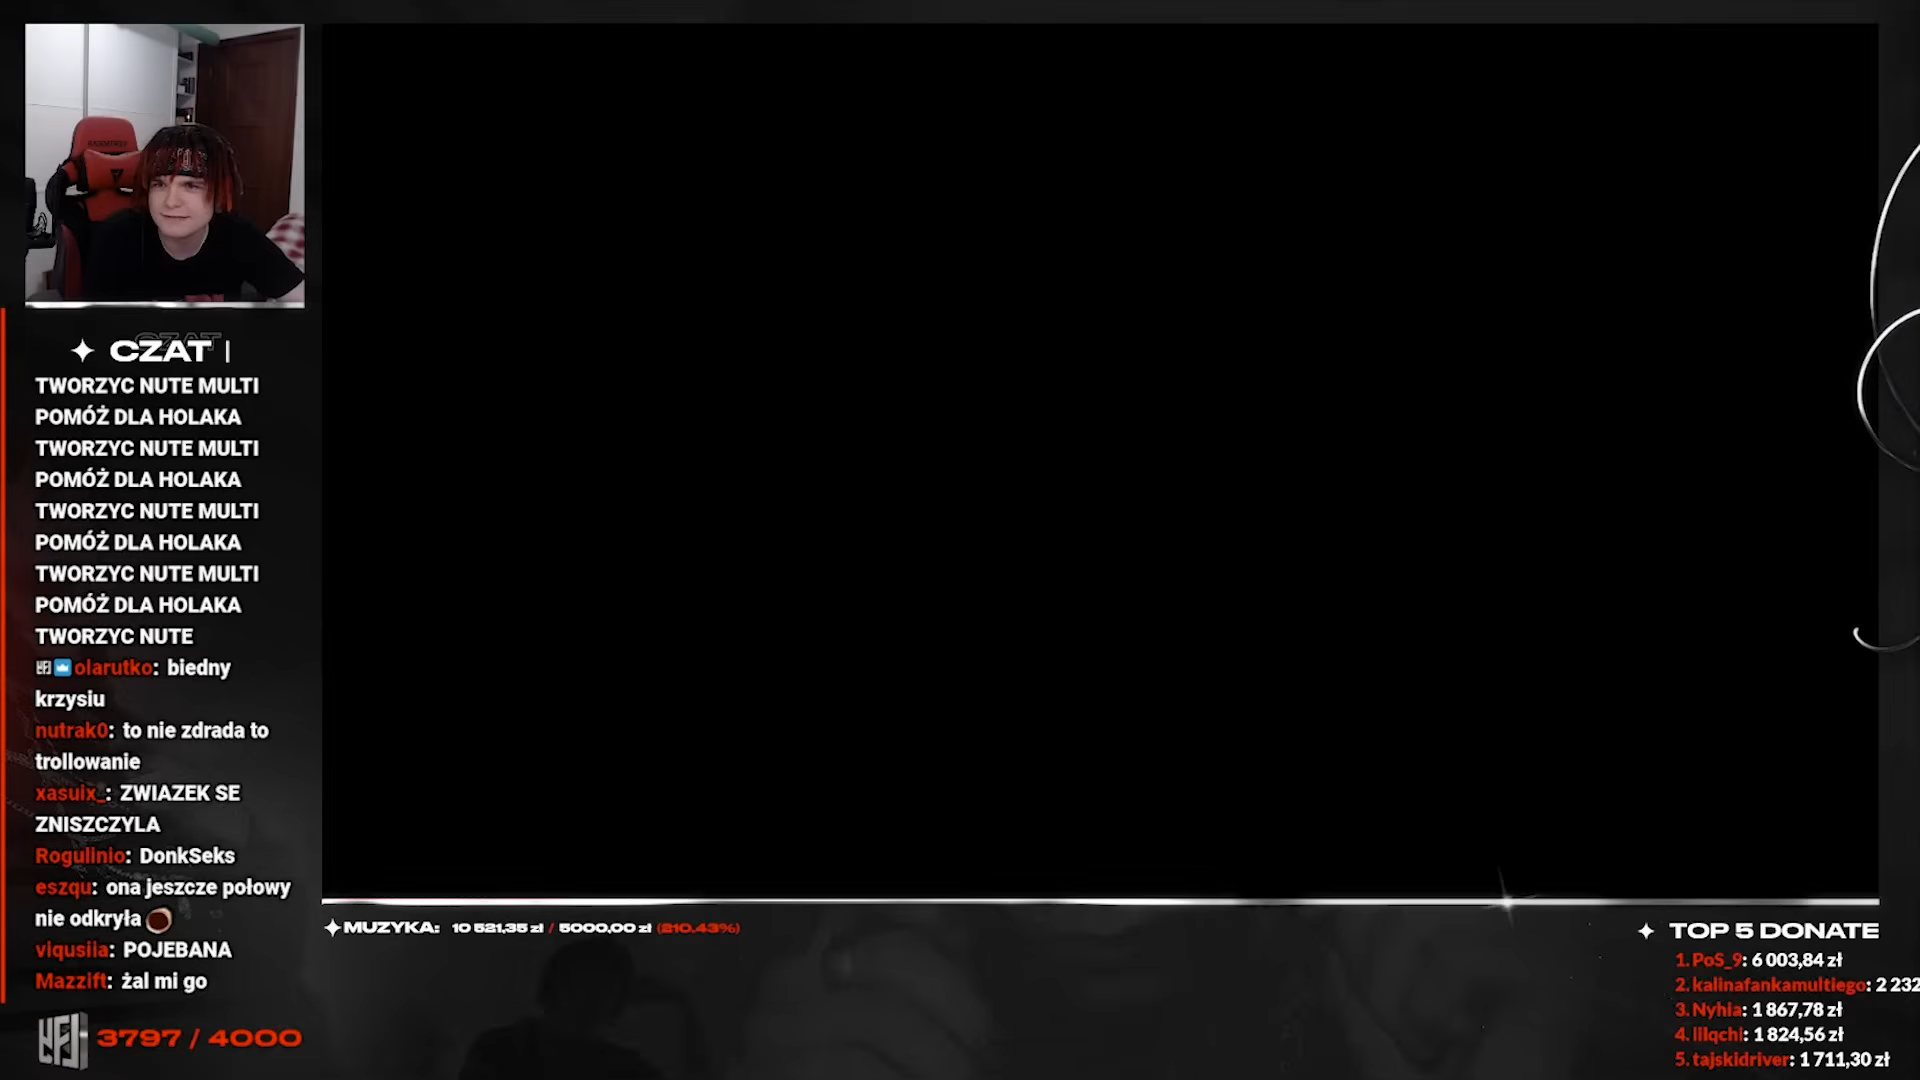 CZAT
TWORZYC NUTE MULTI
POMÓŻ DLA HOLAKA
TWORZYC NUTE MULTI
POMÓŻ DLA HOLAKA
TWORZYC NUTE MULTI
POMÓŻ DLA HOLAKA
TWORZYC NUTE MULTI
POMÓŻ DLA HOLAKA
TWORZYC NUTE
olarutko: biedny
krzysiu
nutrak0: to nie zdrada to
trollowanie
xasuix_: ZWIAZEK SE
ZNISZCZYLA
Rogulinio: DonkSeks
eszqu: ona jeszcze połowy
nie odkryła
viqusiia: POJEBANA
Mazzift: żal mi go
3797 / 4000
MUZYKA: 10 521,35 zł / 5000,00 zł (210.43%)
TOP 5 DONATE
1. PoS_9: 6 003,84 zł
2. kalinafankamultiego: 2 232
3. Nyhla: 1 867,78 zł
4. : 1 824,56 zł
5. tajskidriver: 1 711,30 zł